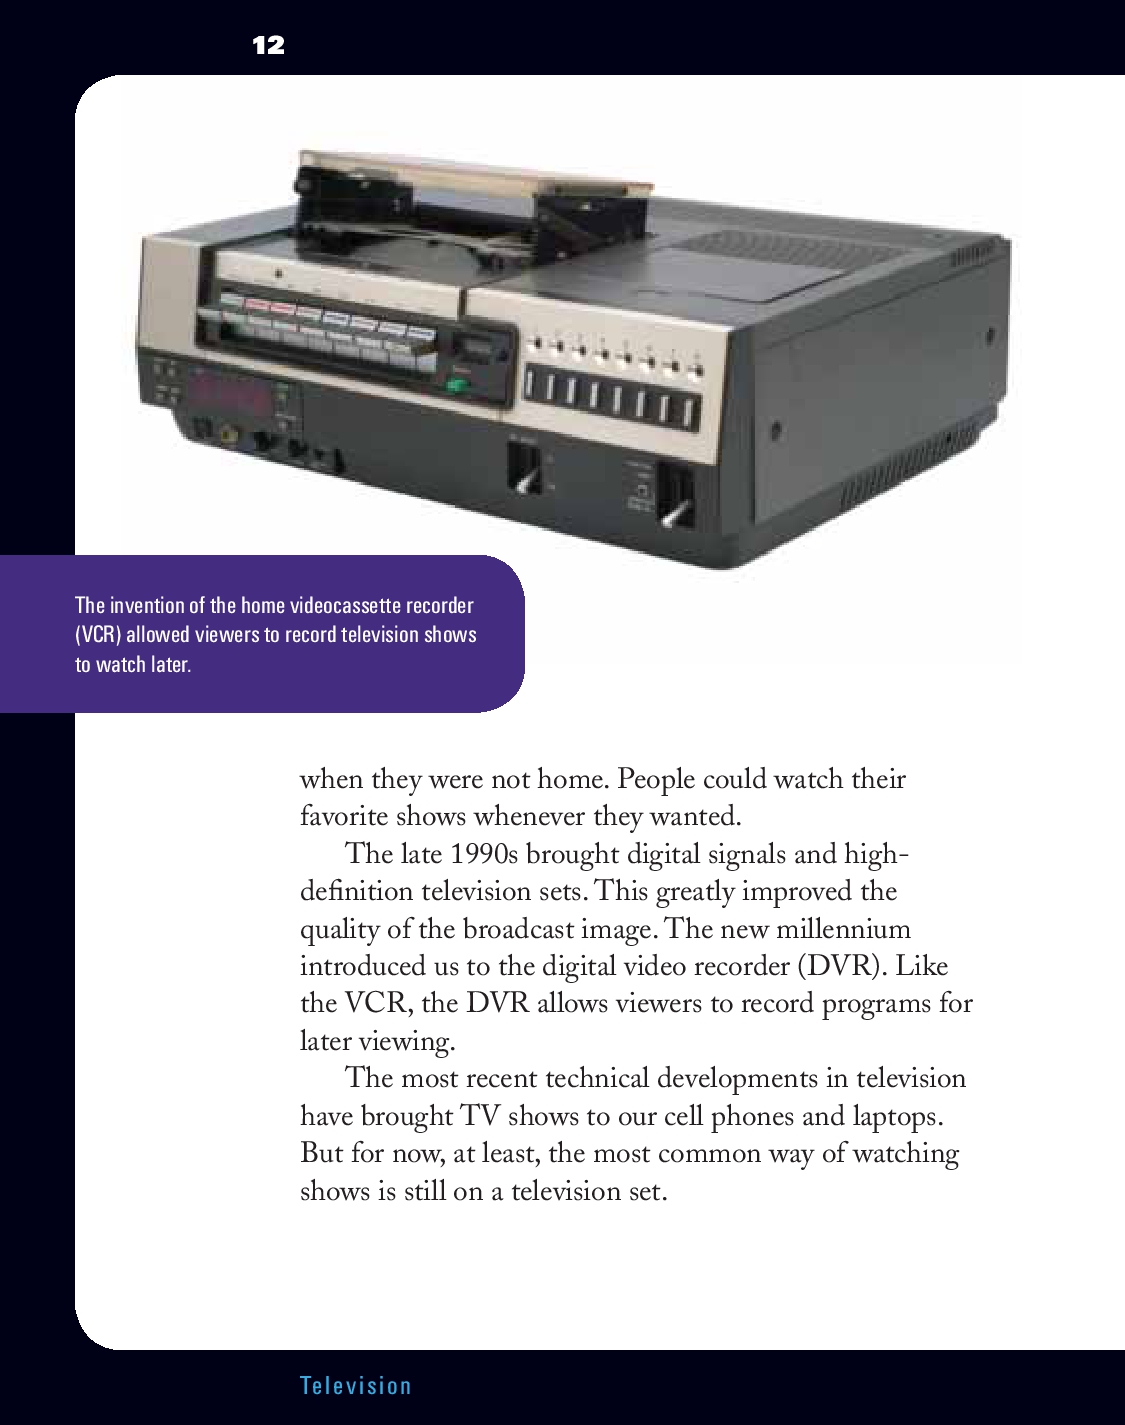 12
The invention of the home videocassette recorder
(VCR) allowed viewers to record television shows
to watch later.
when they were not home. People could watch their
favorite shows whenever they wanted.
The late 1990s brought digital signals and high-
definition television sets. This greatly improved the
quality of the broadcast image. The new millennium
introduced us to the digital video recorder (DVR). Like
the VCR, the DVR allows viewers to record programs for
later viewing.
The most recent technical developments in television
have brought TV shows to our cell phones and laptops.
But for now, at least, the most common way of watching
shows is still on a television set.
Television